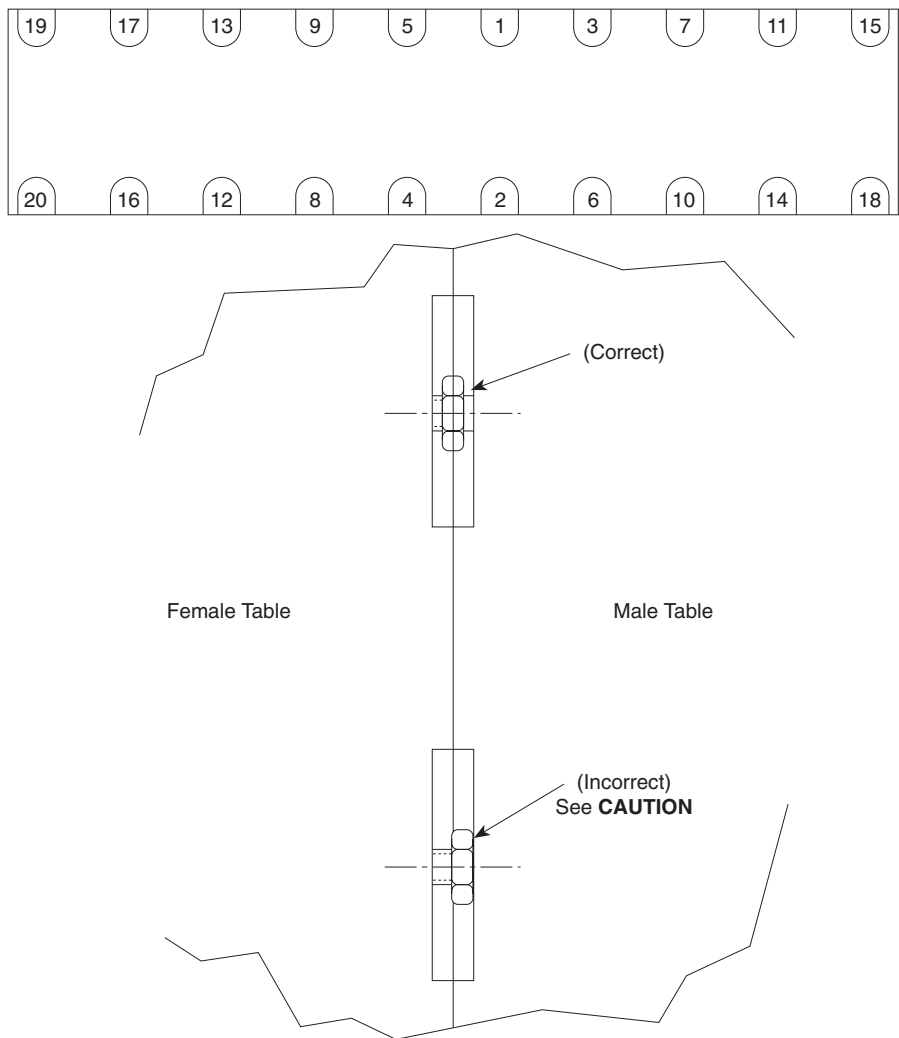 19 17 13 9 5 1 3 7 11 15
20 16 12 8 4 2 6 10 14 18
(Correct)
Female Table
Male Table
(Incorrect)
See CAUTION